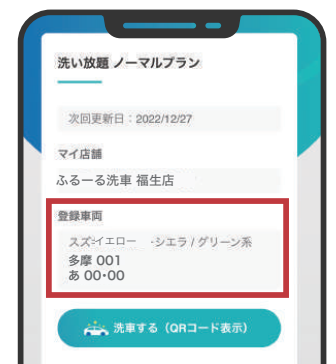 洗い放題 ノーマルプラン
次回更新日：2022/12/27
マイ店舗
ふるーる洗車 福生店
登録車両
イエロー シエラ / グリーン系
多摩 001
あ 00・00
洗車する（QRコード表示）